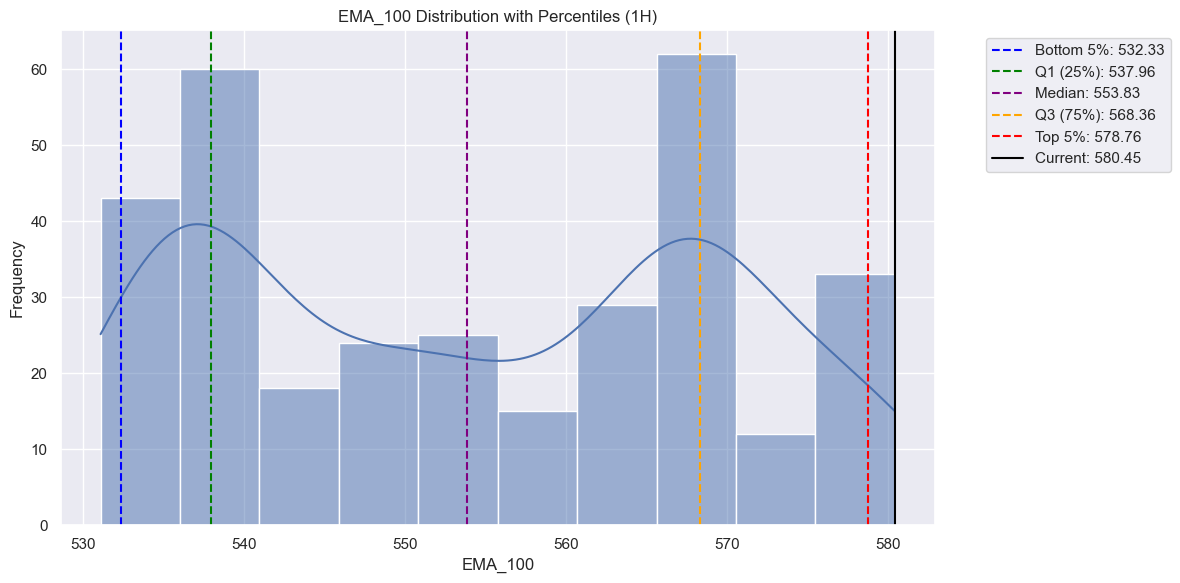 EMA_100 Distribution with Percentiles (1H)
Bottom 5%: 532.33
Q1 (25%): 537.96
Median: 553.83
Q3 (75%): 568.36
Top 5%: 578.76
Current: 580.45
Frequency
60
50
40
30
20
10
0
530 540 550 560 570 580
EMA_100